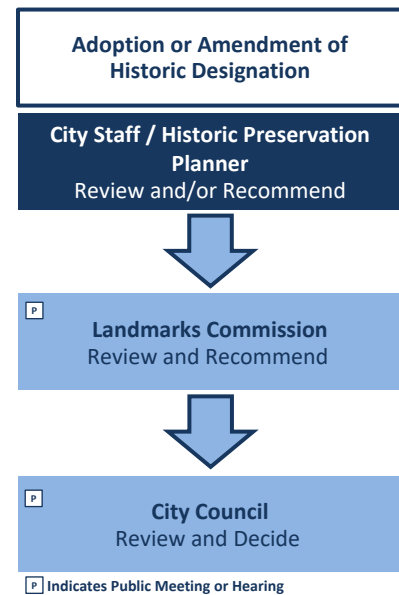 Adoption or Amendment of
Historic Designation
City Staff / Historic Preservation
Planner
Review and/or Recommend
P
Landmarks Commission
Review and Recommend
P
City Council
Review and Decide
P Indicates Public Meeting or Hearing